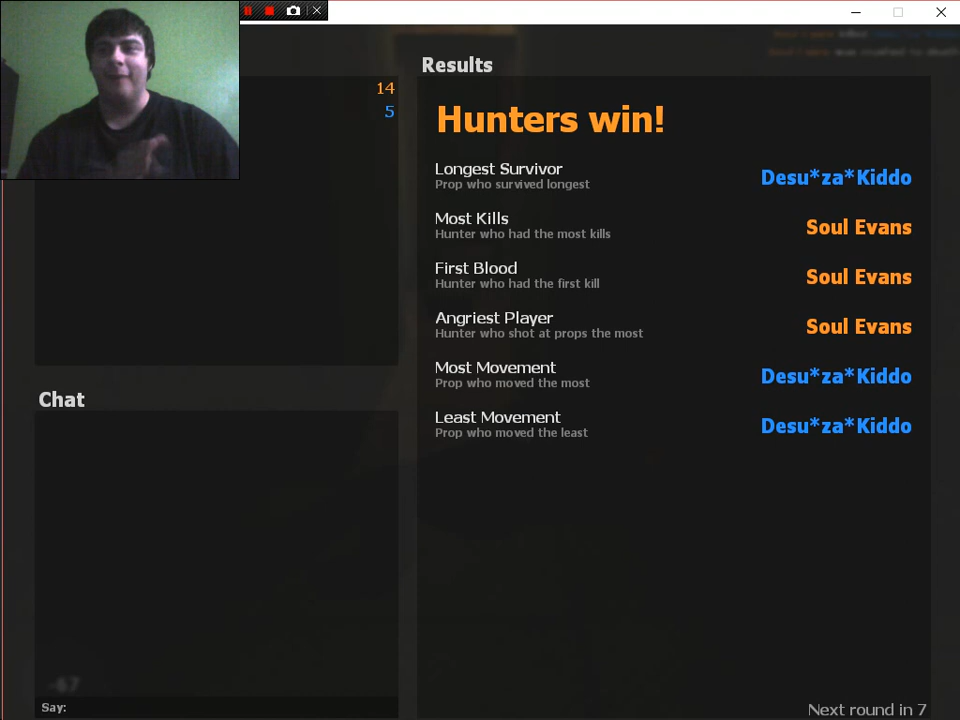 14
5
Results
Hunters win!
Longest Survivor
Prop who survived longest
Desu*za*Kiddo
Most Kills
Hunter who had the most kills
Soul Evans
First Blood
Hunter who had the first kill
Soul Evans
Angriest Player
Hunter who shot at props the most
Soul Evans
Most Movement
Prop who moved the most
Desu*za*Kiddo
Least Movement
Prop who moved the least
Desu*za*Kiddo
Chat
-67
Say:
Next round in 7